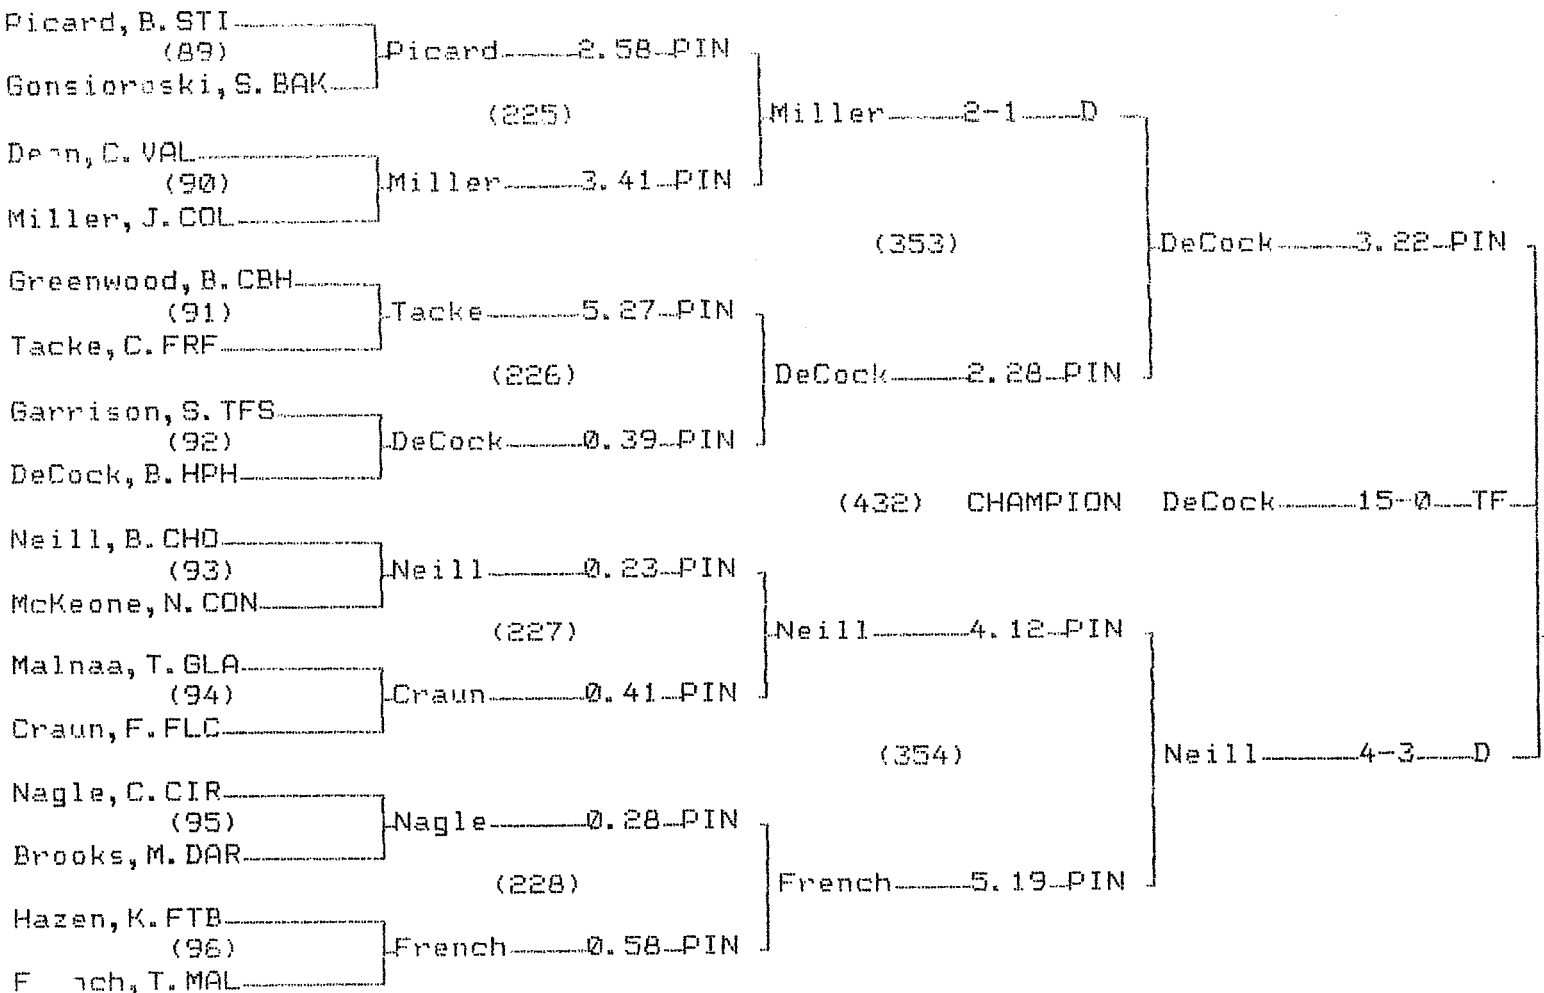 Picard, B. STI
(89) Picard 2.58 PIN
Gonsioroski, S. BAK
(225) Miller 2-1 D
C. VAL
(90) Miller 3.41 PIN
Miller, J. COL
(353) DeCock 3.22 PIN
Greenwood, B. CBH
(91) Tacke 5.27 PIN
Tacke, C. FRF
(226) DeCock 2.28 PIN
Garrison, S. TFS
(92) DeCock 0.39 PIN
DeCock, B. HPH
(432) CHAMPION DeCock 15-0 TF
Neill, B. CHO
(93) Neill 0.23 PIN
McKeone, N. CON
(227) Neill 4.12 PIN
Malnaa, T. GLA
(94) Craun 0.41 PIN
Craun, F. FLC
(354) Neill 4-3 D
Nagle, C. CIR
(95) Nagle 0.28 PIN
Brooks, M. DAR
(228) French 5.19 PIN
Hazen, K. FTB
(96) French 0.58 PIN
T. MAL